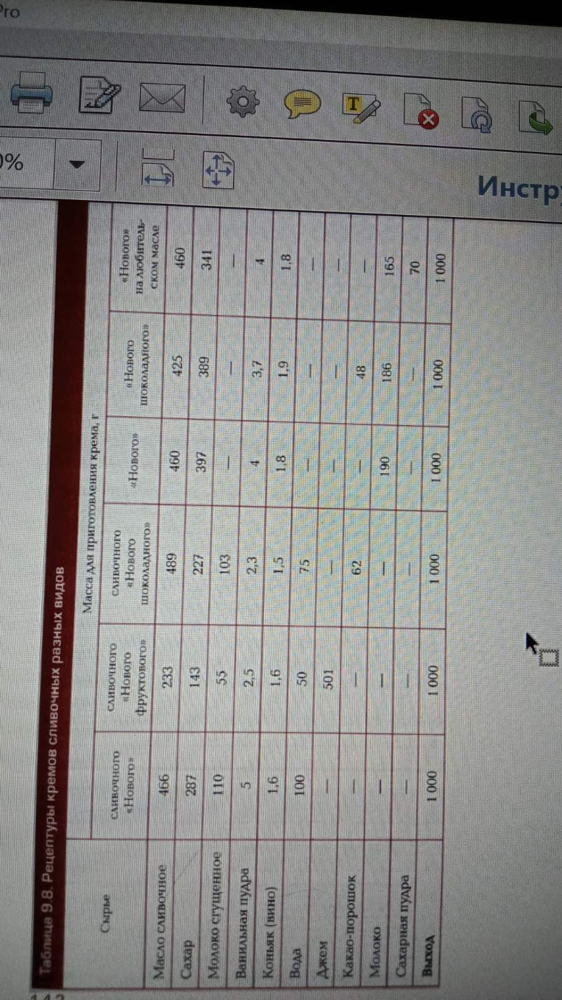 Pro
0%
Инстр
142
Таблица 9.8. Рецептуры кремов сливочных разных видов
Сырье
Масса для приготовления крема, г
сливочного «Нового»
сливочного «Нового фруктового»
сливочного «Нового шоколадного»
«Нового»
«Нового шоколадного»
«Нового» на любитель-ском масле
Масло сливочное 466 233 489 460 425 460
Сахар 287 143 227 397 389 341
Молоко сгущенное 110 55 103 — — —
Ванильная пудра 5 2,5 2,3 4 3,7 4
Коньяк (вино) 1,6 1,6 1,5 1,8 1,9 1,8
Вода 100 50 75 — — —
Джем — 501 — — — —
Какао-порошок — — 62 — 48 —
Молоко — — — 190 186 165
Сахарная пудра — — — — — 70
Выход 1 000 1 000 1 000 1 000 1 000 1 000